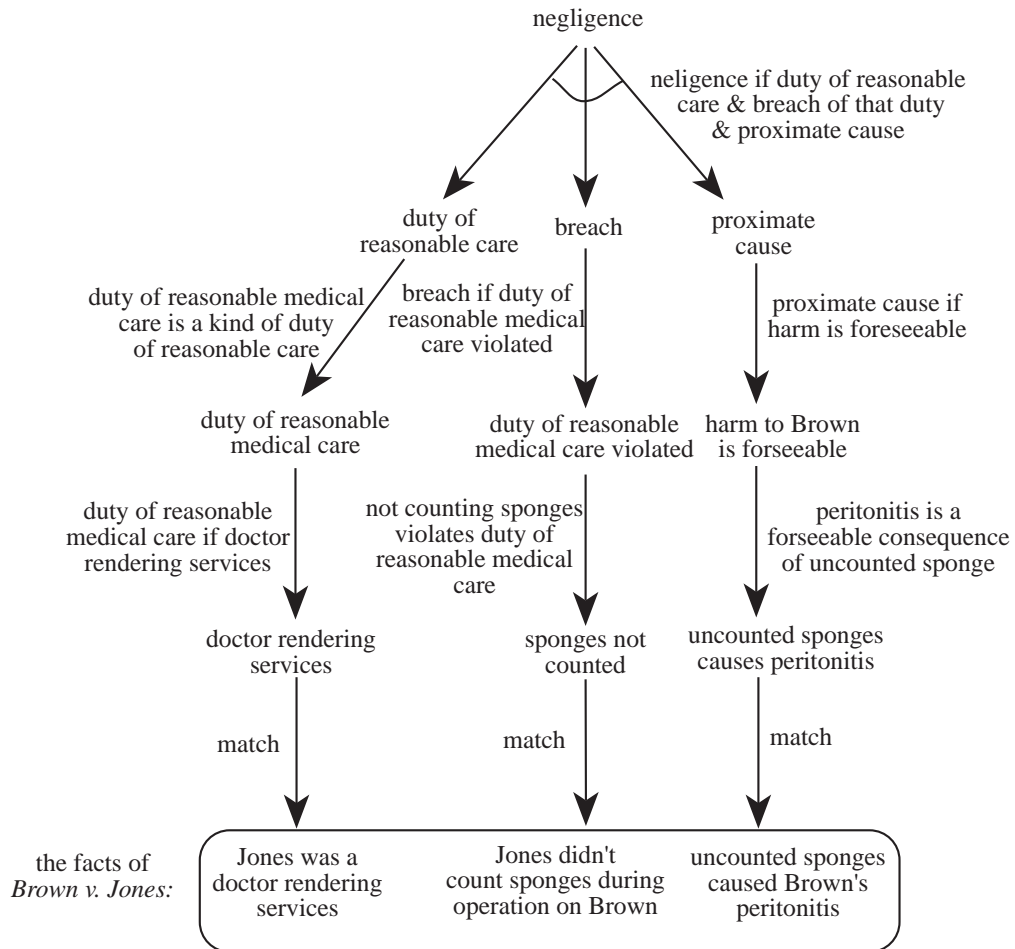 negligence
neligence if duty of reasonable
care & breach of that duty
& proximate cause
duty of
reasonable care
breach
proximate
cause
duty of reasonable medical
care is a kind of duty
of reasonable care
breach if duty of
reasonable medical
care violated
proximate cause if
harm is foreseeable
duty of reasonable
medical care
duty of reasonable
medical care violated
harm to Brown
is forseeable
duty of reasonable
medical care if doctor
rendering services
not counting sponges
violates duty of
reasonable medical
care
peritonitis is a
forseeable consequence
of uncounted sponge
doctor rendering
services
sponges not
counted
uncounted sponges
causes peritonitis
match
match
match
the facts of
Brown v. Jones:
Jones was a
doctor rendering
services
Jones didn't
count sponges during
operation on Brown
uncounted sponges
caused Brown's
peritonitis